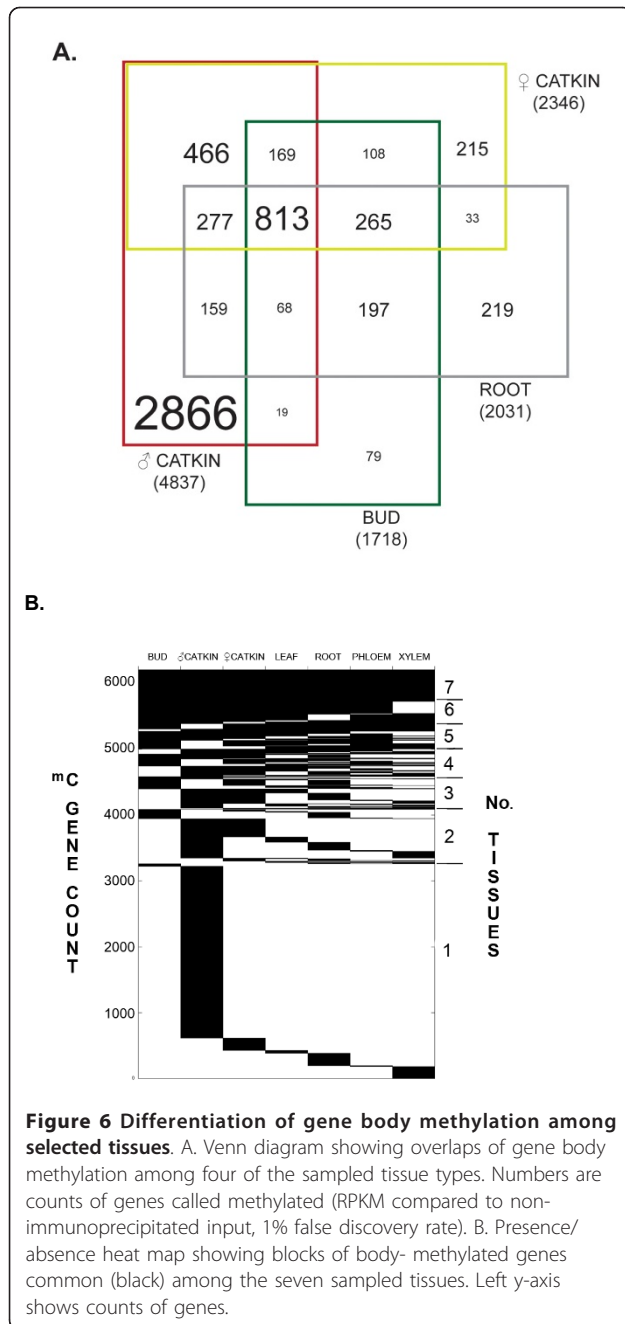 A.
♀ CATKIN
(2346)
466 169 108 215
277 813 265 33
159 68 197 219
ROOT
(2031)
2866 19
♂ CATKIN
(4837)
79
BUD
(1718)
B.
BUD ♂CATKIN ♀CATKIN LEAF ROOT PHLOEM XYLEM
6000
5000
4000
3000
2000
1000
0
mC GENE COUNT
7
6
5
4
3
2
1
No. TISSUES
Figure 6 Differentiation of gene body methylation among
selected tissues. A. Venn diagram showing overlaps of gene body
methylation among four of the sampled tissue types. Numbers are
counts of genes called methylated (RPKM compared to non-
immunoprecipitated input, 1% false discovery rate). B. Presence/
absence heat map showing blocks of body- methylated genes
common (black) among the seven sampled tissues. Left y-axis
shows counts of genes.